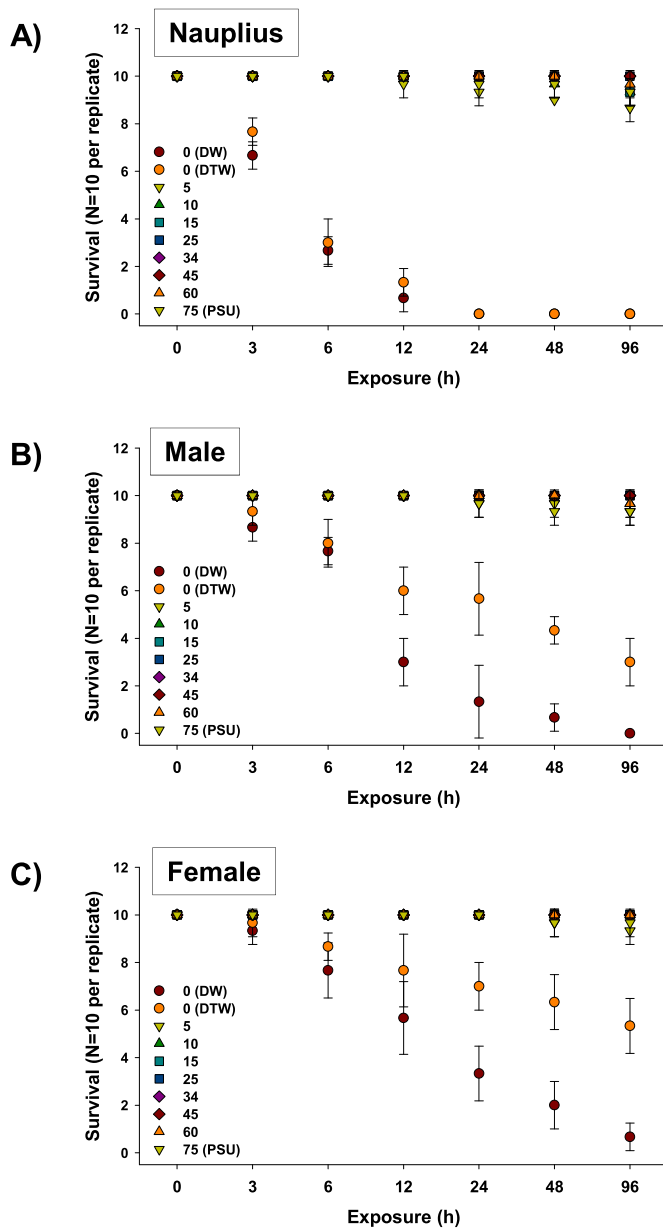 A)
Nauplius
Survival (N=10 per replicate)
12
10
8
6
4
2
0
0 (DW)
0 (DTW)
5
10
15
25
34
45
60
75 (PSU)
0 3 6 12 24 48 96
Exposure (h)
B)
Male
Survival (N=10 per replicate)
12
10
8
6
4
2
0
0 (DW)
0 (DTW)
5
10
15
25
34
45
60
75 (PSU)
0 3 6 12 24 48 96
Exposure (h)
C)
Female
Survival (N=10 per replicate)
12
10
8
6
4
2
0
0 (DW)
0 (DTW)
5
10
15
25
34
45
60
75 (PSU)
0 3 6 12 24 48 96
Exposure (h)